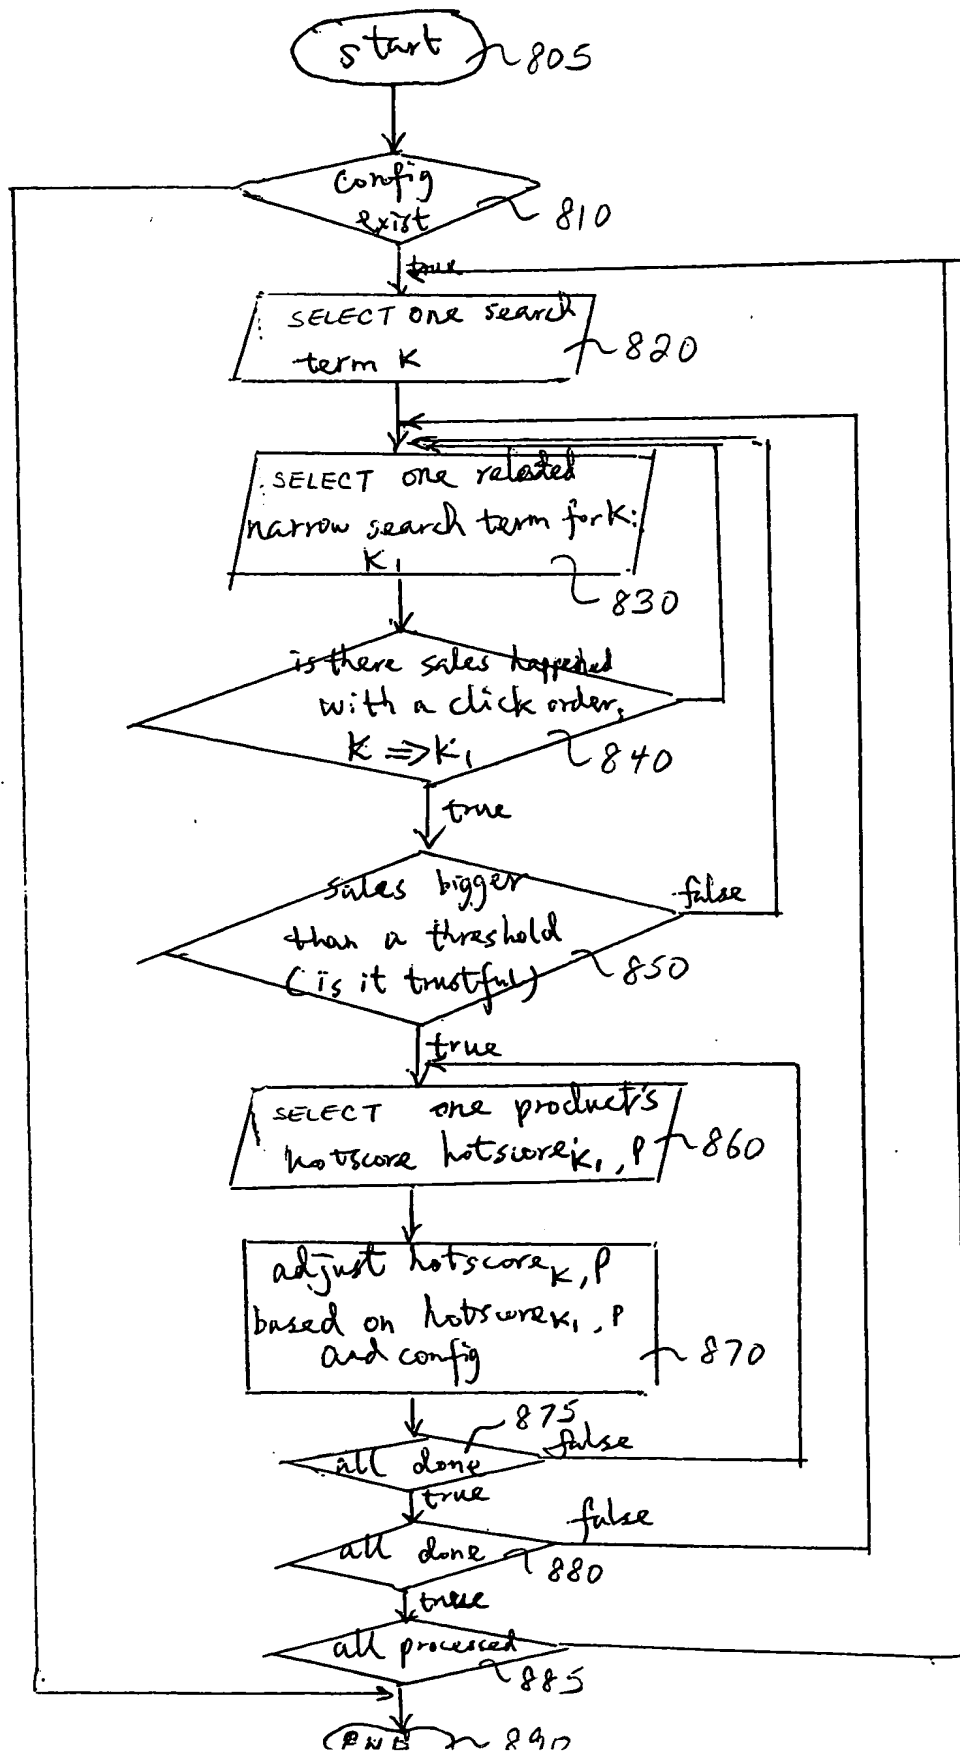 start
805
config
exist
810
true
SELECT one search
term K
820
SELECT one related
narrow search term for K:
K1
830
is there sales happened
with a click order,
K ⇒ K1
840
true
sales bigger
than a threshold
(is it trustful)
850
false
true
SELECT one product's
hotscore hotscoreK1, P
860
adjust hotscoreK, P
based on hotscoreK1, P
and config
870
875
all done
false
true
all done
false
880
true
all processed
885
END
890